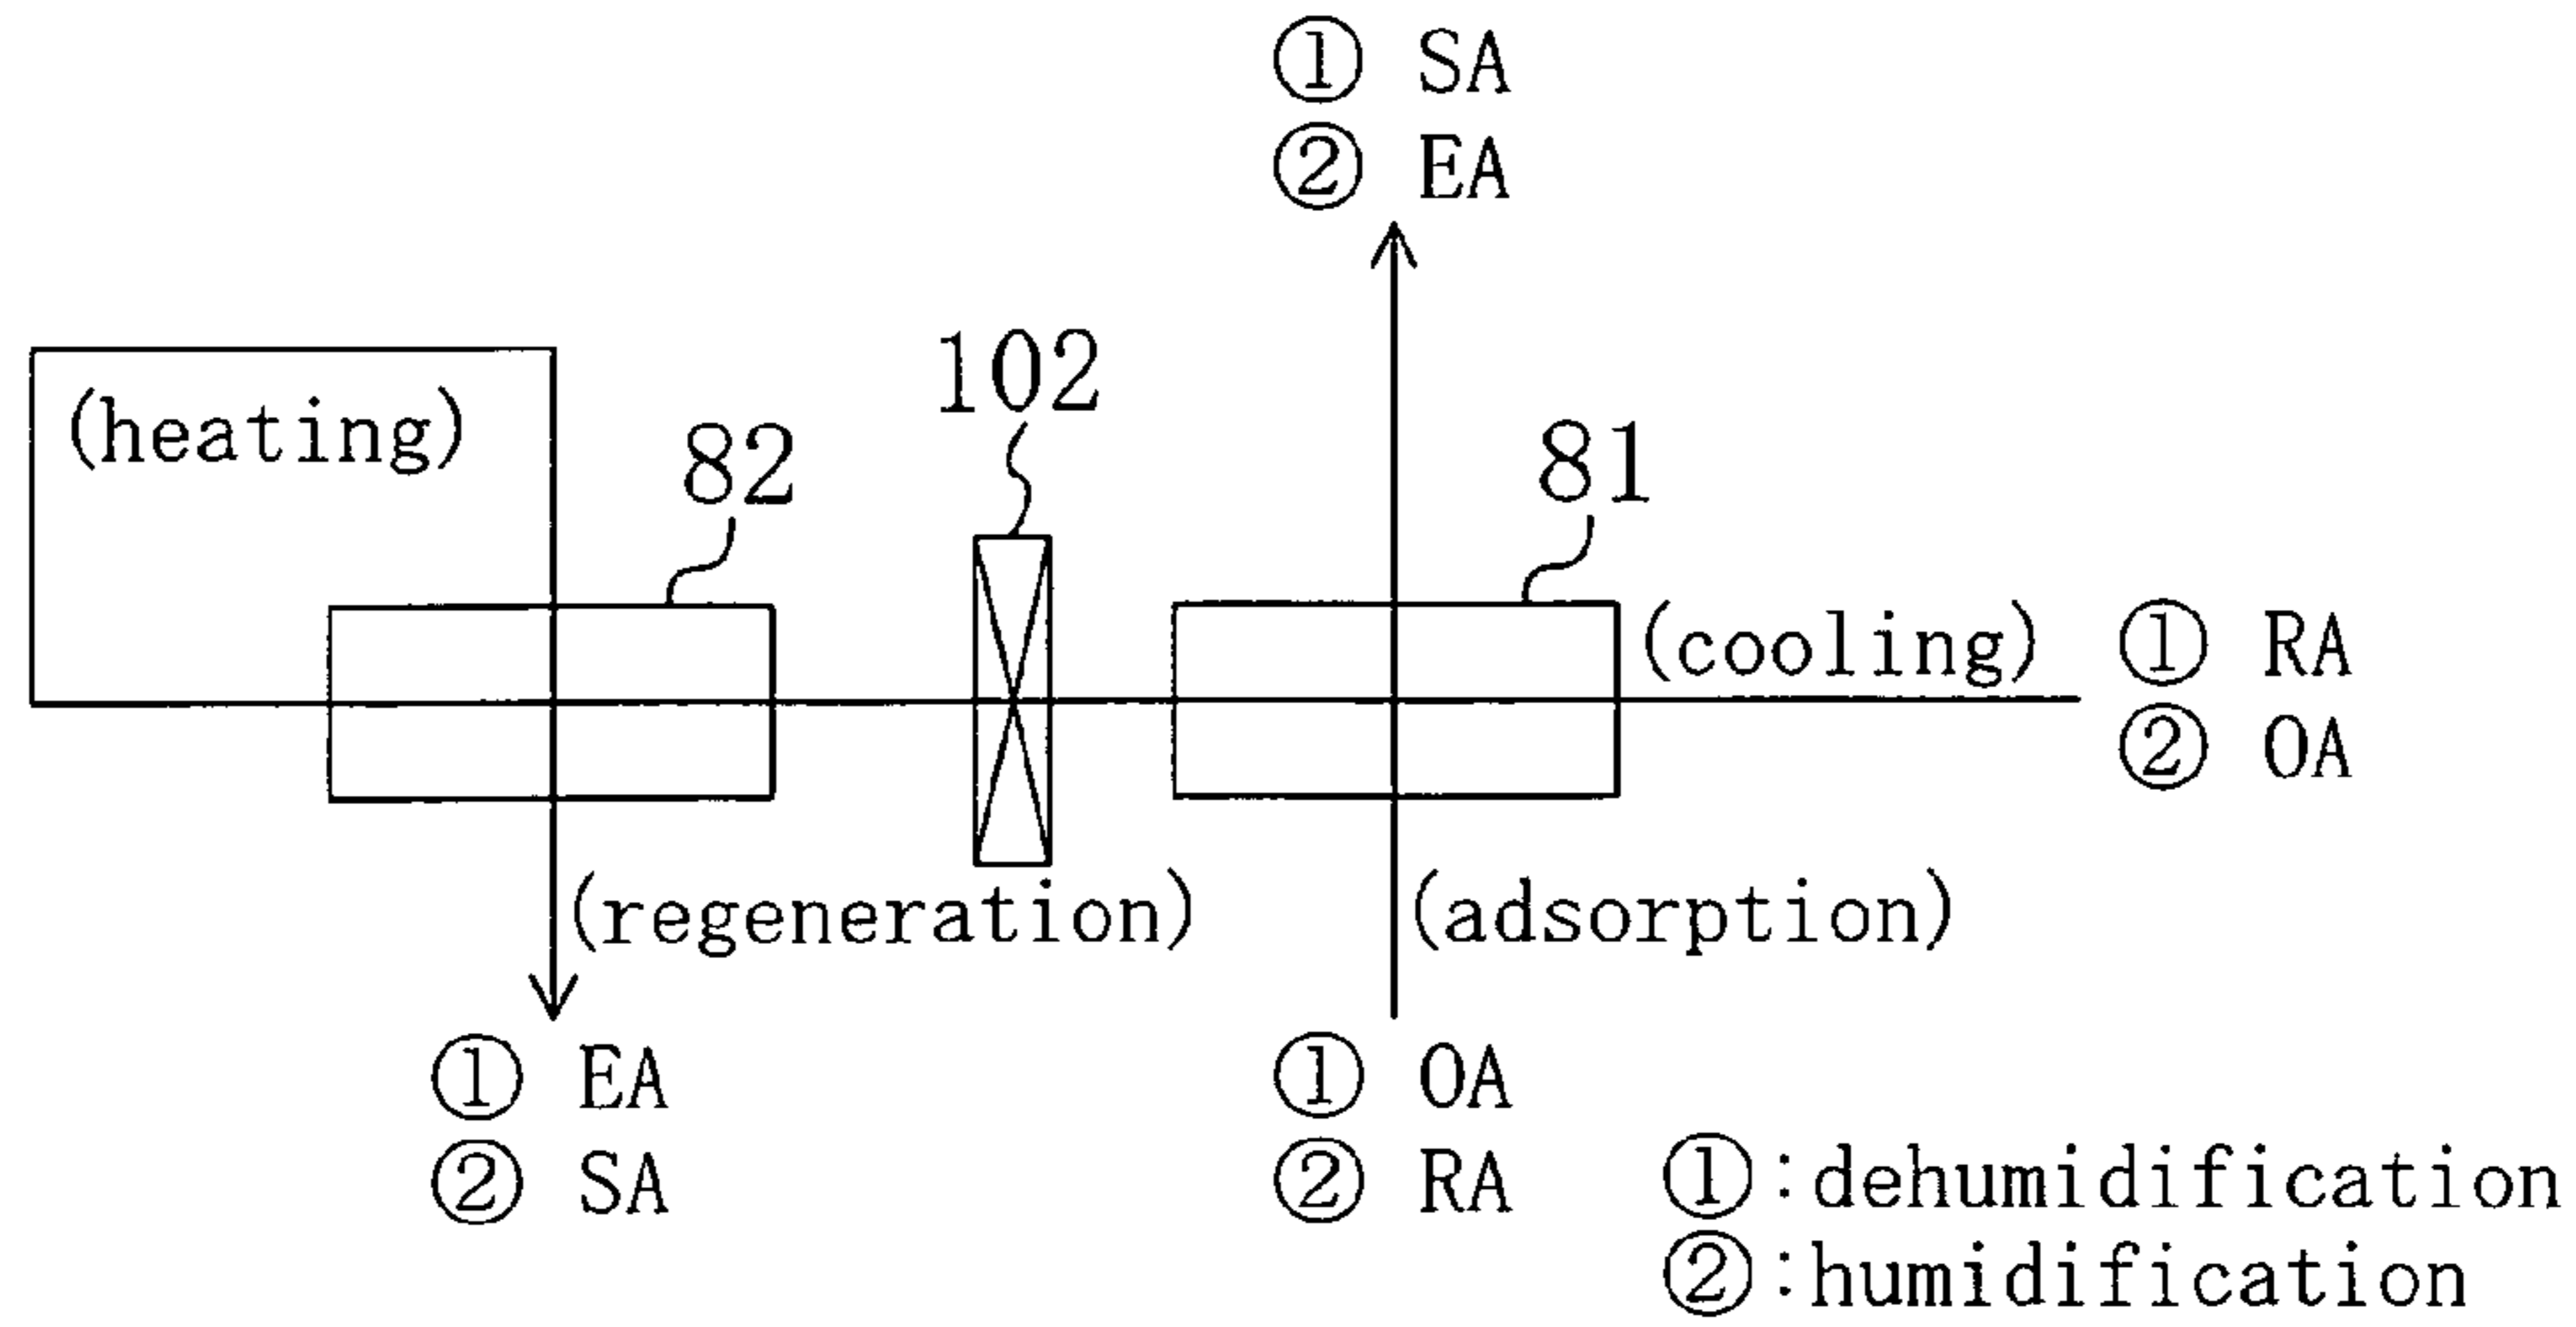 ① SA
② EA
102
(heating)
82
81
(cooling)
① RA
② OA
(regeneration)
(adsorption)
① EA
② SA
① OA
② RA
①:dehumidification
②:humidification